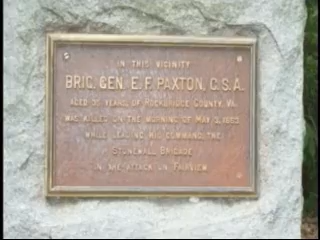 IN THIS VICINITY
BRIG. GEN. E. F. PAXTON, C.S.A.
AGED 35 YEARS, OF ROCKBRIDGE COUNTY, VA.
WAS KILLED ON THE MORNING OF MAY 3, 1863
WHILE LEADING HIS COMMAND, THE
STONEWALL BRIGADE
IN THE ATTACK ON FAIRVIEW